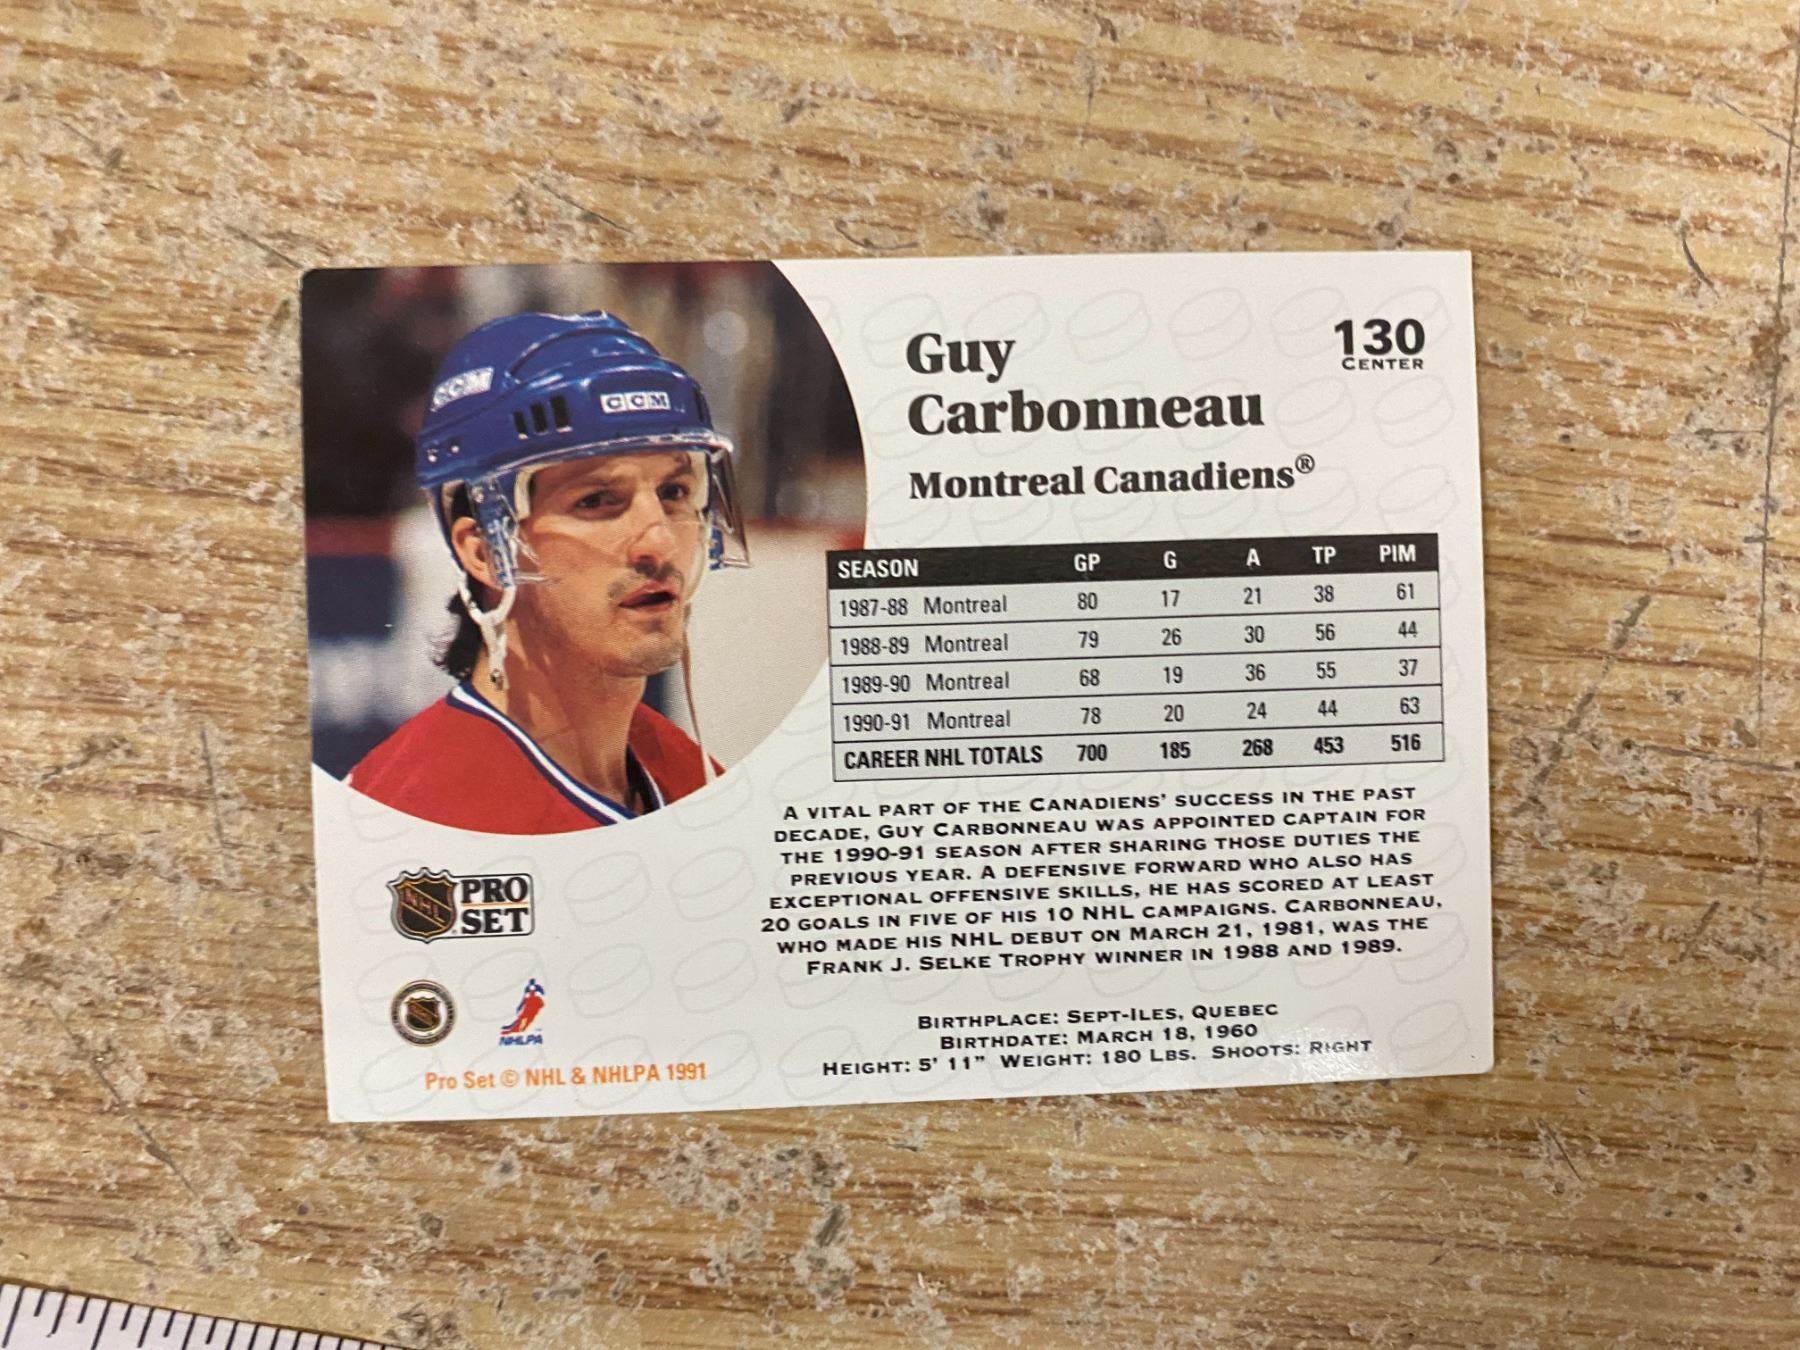 CCM
CCM
Guy
Carbonneau
Montreal Canadiens®
130
CENTER
SEASON GP G A TP PIM
1987-88 Montreal 80 17 21 38 61
1988-89 Montreal 79 26 30 56 44
1989-90 Montreal 68 19 36 55 37
1990-91 Montreal 78 20 24 44 63
CAREER NHL TOTALS 700 185 268 453 516
A VITAL PART OF THE CANADIENS' SUCCESS IN THE PAST
DECADE, GUY CARBONNEAU WAS APPOINTED CAPTAIN FOR
THE 1990-91 SEASON AFTER SHARING THOSE DUTIES THE
PREVIOUS YEAR. A DEFENSIVE FORWARD WHO ALSO HAS
EXCEPTIONAL OFFENSIVE SKILLS, HE HAS SCORED AT LEAST
20 GOALS IN FIVE OF HIS 10 NHL CAMPAIGNS. CARBONNEAU,
WHO MADE HIS NHL DEBUT ON MARCH 21, 1981, WAS THE
FRANK J. SELKE TROPHY WINNER IN 1988 AND 1989.
BIRTHPLACE: SEPT-ILES, QUEBEC
BIRTHDATE: MARCH 18, 1960
HEIGHT: 5' 11" WEIGHT: 180 LBS. SHOOTS: RIGHT
NHL
PRO
SET
NHLPA
Pro Set © NHL & NHLPA 1991